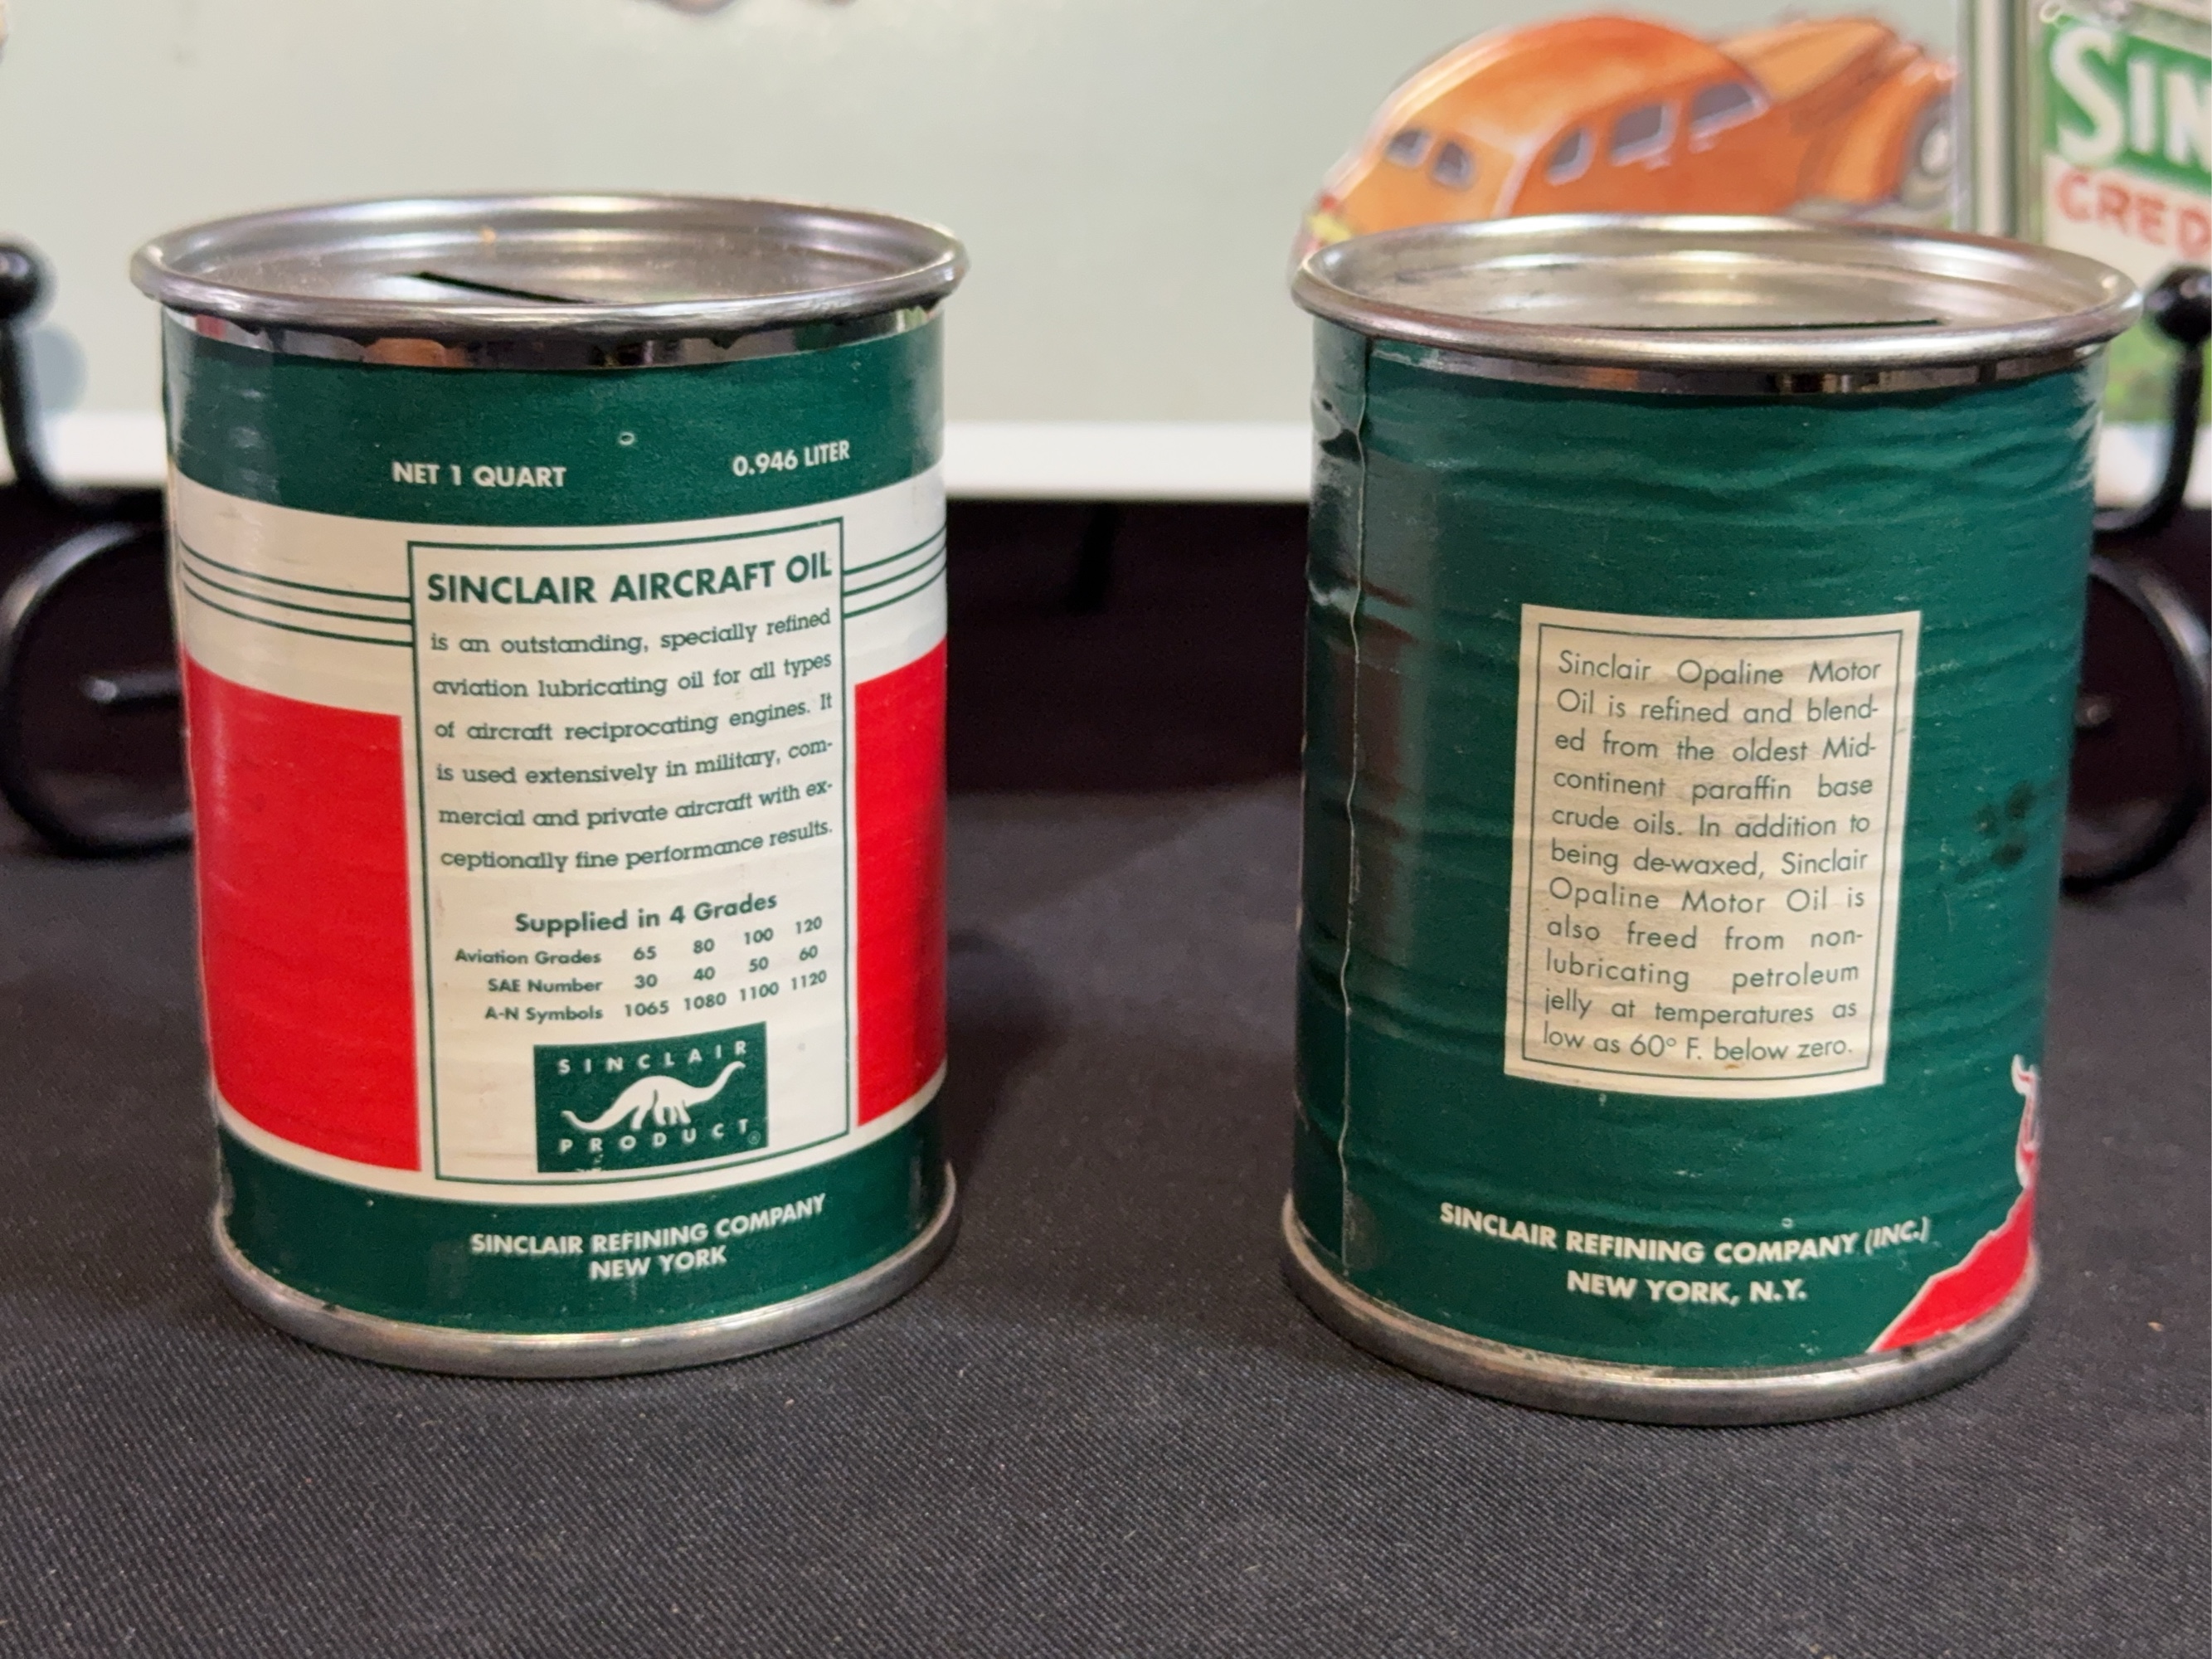 NET 1 QUART 0.946 LITER
SINCLAIR AIRCRAFT OIL
is an outstanding, specially refined
aviation lubricating oil for all types
of aircraft reciprocating engines. It
is used extensively in military, com-
mercial and private aircraft with ex-
ceptionally fine performance results.
Supplied in 4 Grades
Aviation Grades 65 80 100 120
SAE Number 30 40 50 60
A-N Symbols 1065 1080 1100 1120
SINCLAIR
PRODUCT
®
SINCLAIR REFINING COMPANY
NEW YORK
Sinclair Opaline Motor
Oil is refined and blend-
ed from the oldest Mid-
continent paraffin base
crude oils. In addition to
being de-waxed, Sinclair
Opaline Motor Oil is
also freed from non-
lubricating petroleum
jelly at temperatures as
low as 60° F. below zero.
SINCLAIR REFINING COMPANY (INC.)
NEW YORK, N.Y.